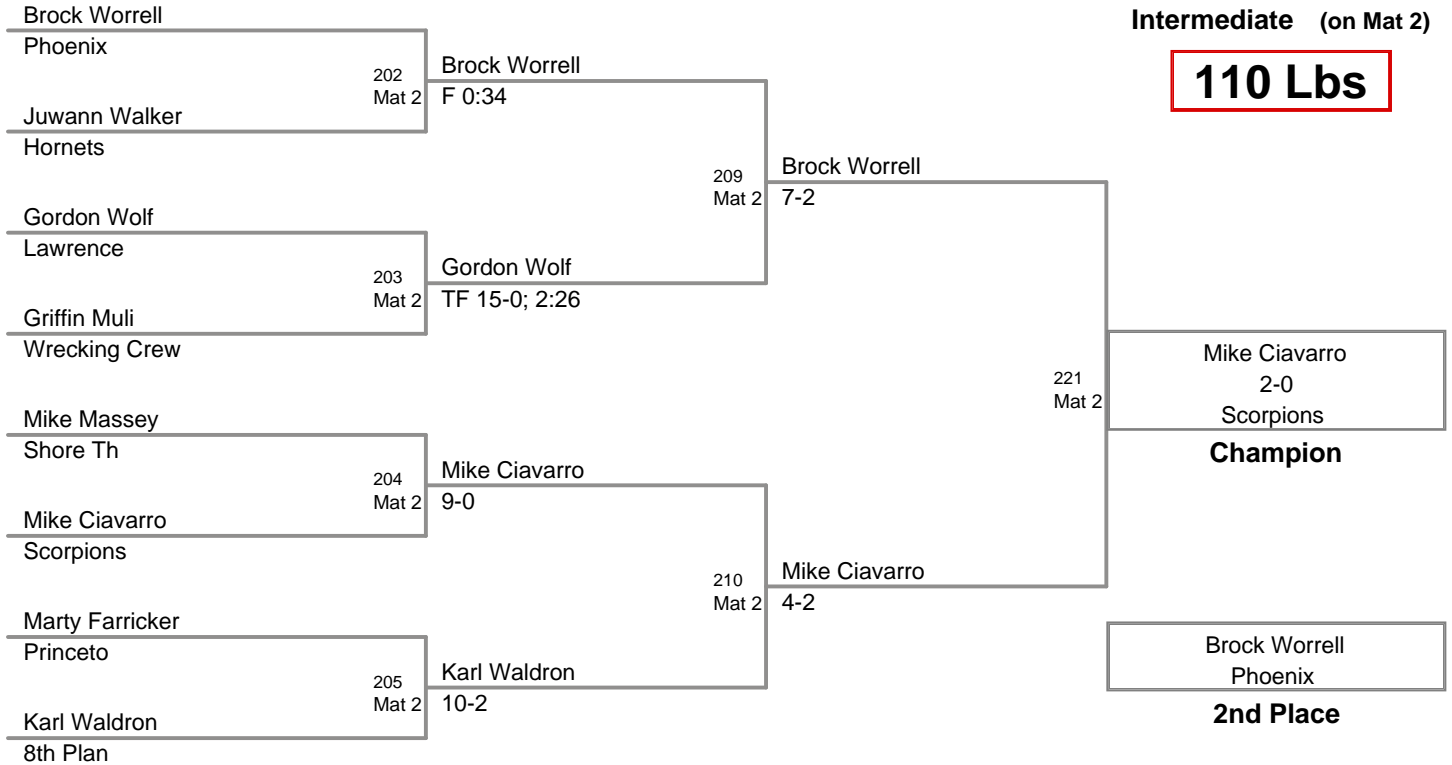 Intermediate (on Mat 2)
110 Lbs
Brock Worrell
Phoenix
202
Mat 2
Juwann Walker
Hornets
Brock Worrell
F 0:34
Gordon Wolf
Lawrence
203
Mat 2
Griffin Muli
Wrecking Crew
Gordon Wolf
TF 15-0; 2:26
209
Mat 2
Brock Worrell
7-2
Mike Massey
Shore Th
204
Mat 2
Mike Ciavarro
Scorpions
Mike Ciavarro
9-0
Marty Farricker
Princeto
205
Mat 2
Karl Waldron
8th Plan
Karl Waldron
10-2
210
Mat 2
Mike Ciavarro
4-2
221
Mat 2
Mike Ciavarro
2-0
Scorpions
Champion
Brock Worrell
Phoenix
2nd Place